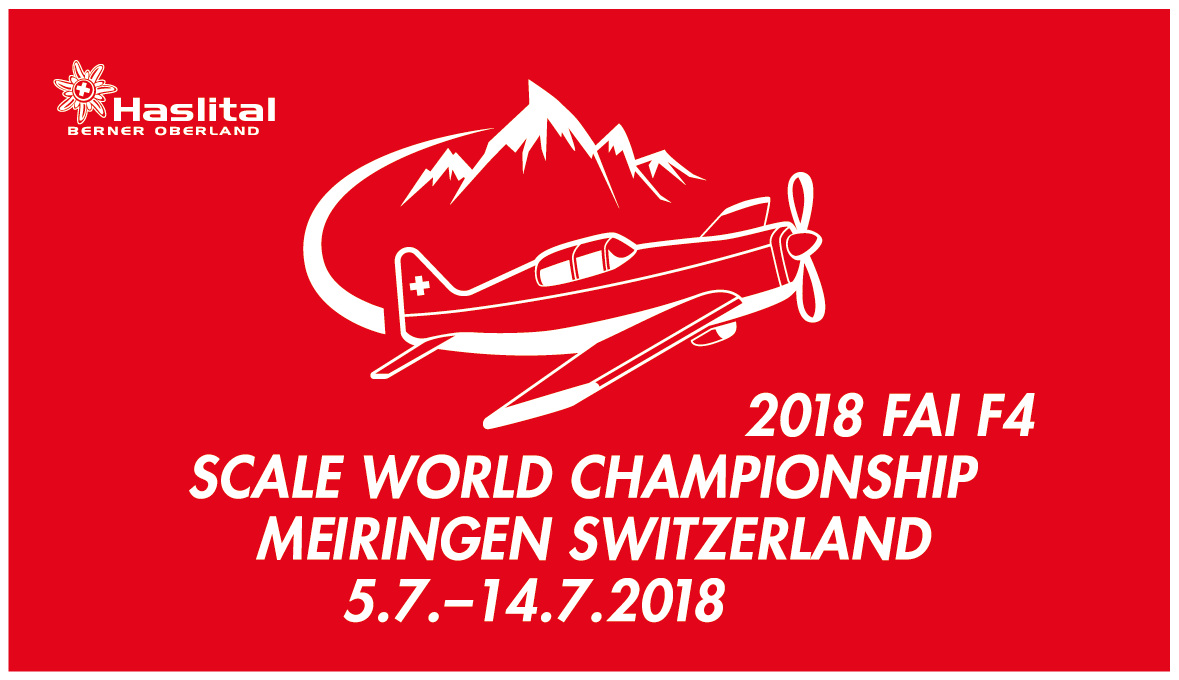 Haslital
BERNER OBERLAND
2018 FAI F4
SCALE WORLD CHAMPIONSHIP
MEIRINGEN SWITZERLAND
5.7.–14.7.2018